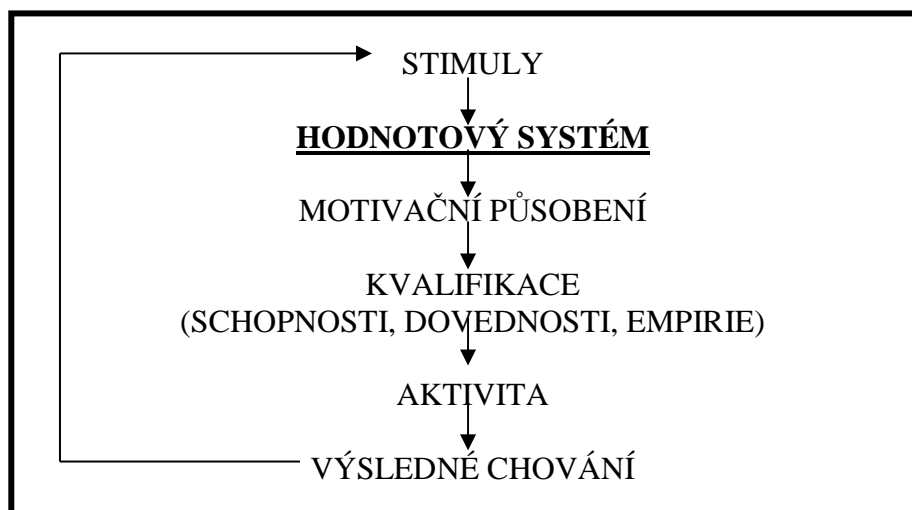 STIMULY
HODNOTOVÝ SYSTÉM
MOTIVAČNÍ PŮSOBENÍ
KVALIFIKACE
(SCHOPNOSTI, DOVEDNOSTI, EMPIRIE)
AKTIVITA
VÝSLEDNÉ CHOVÁNÍ